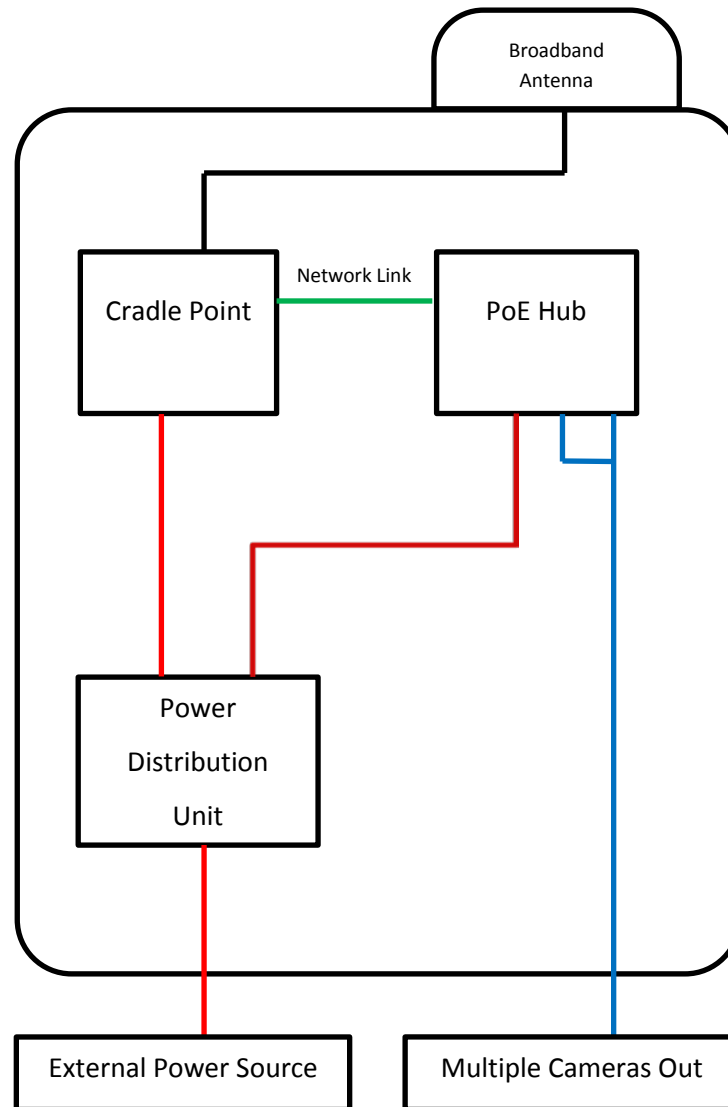 Broadband
Antenna
Network Link
Cradle Point
PoE Hub
Power
Distribution
Unit
External Power Source
Multiple Cameras Out